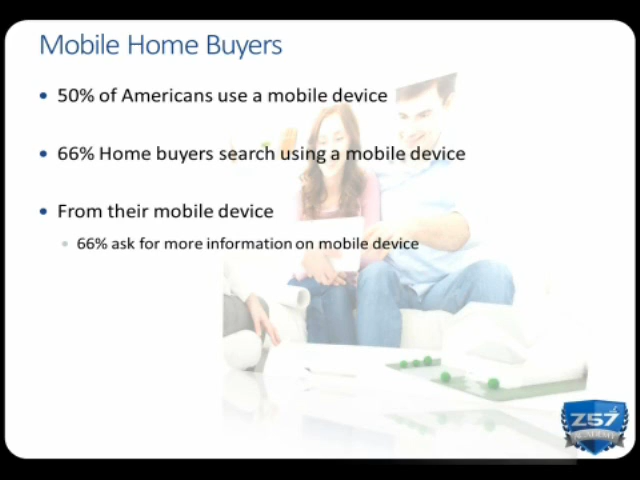 Mobile Home Buyers
• 50% of Americans use a mobile device
• 66% Home buyers search using a mobile device
• From their mobile device
• 66% ask for more information on mobile device
Z57
ACADEMY